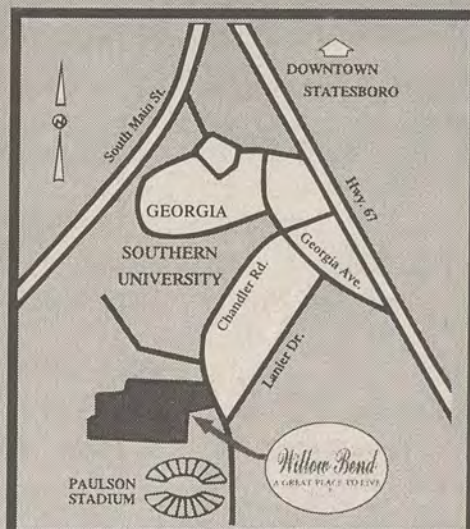 DOWNTOWN
STATESBORO
N
South Main St.
Hwy. 67
GEORGIA
SOUTHERN
UNIVERSITY
Georgia Ave.
Chandler Rd.
Lanier Dr.
PAULSON
STADIUM
Willow Bend
A GREAT PLACE TO LIVE